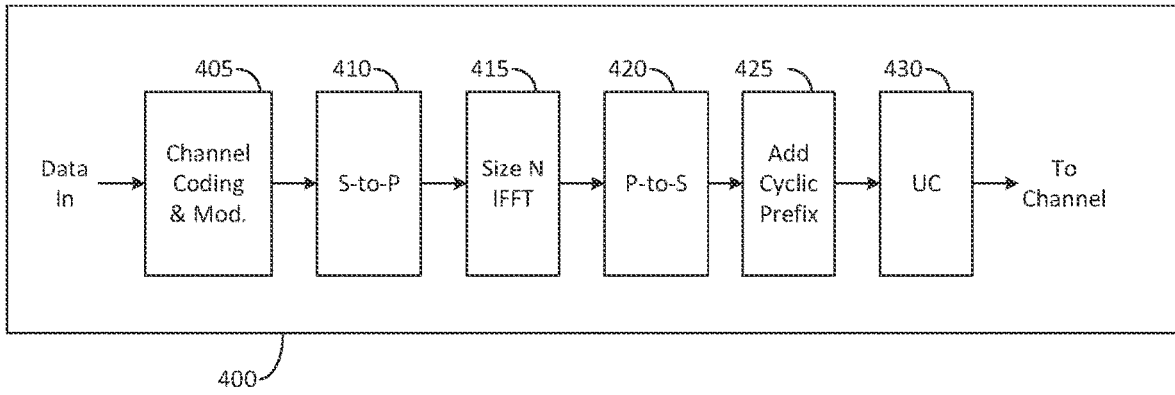 405
410
415
420
425
430
Data
In
Channel
Coding
& Mod.
S-to-P
Size N
IFFT
P-to-S
Add
Cyclic
Prefix
UC
To
Channel
400